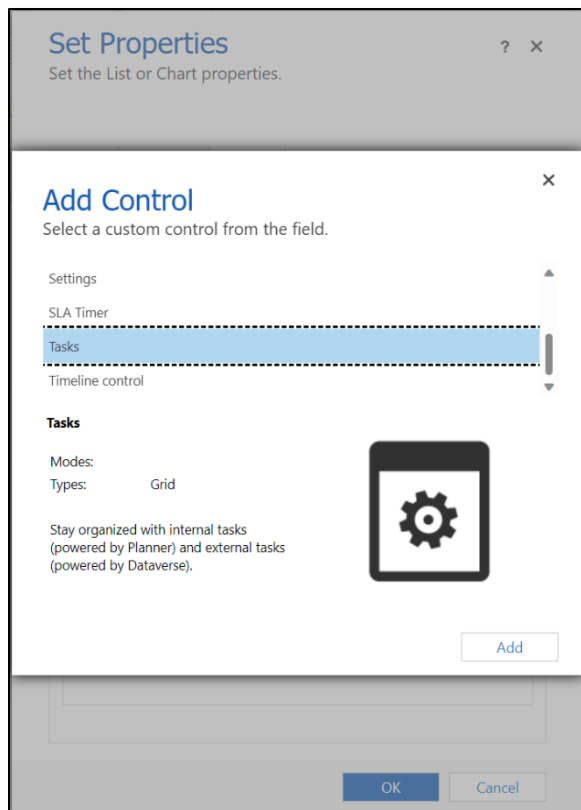 Set Properties
? ×
Set the List or Chart properties.
×
Add Control
Select a custom control from the field.
Settings
SLA Timer
Tasks
Timeline control
Tasks
Modes:
Types: Grid
Stay organized with internal tasks
(powered by Planner) and external tasks
(powered by Dataverse).
Add
OK Cancel